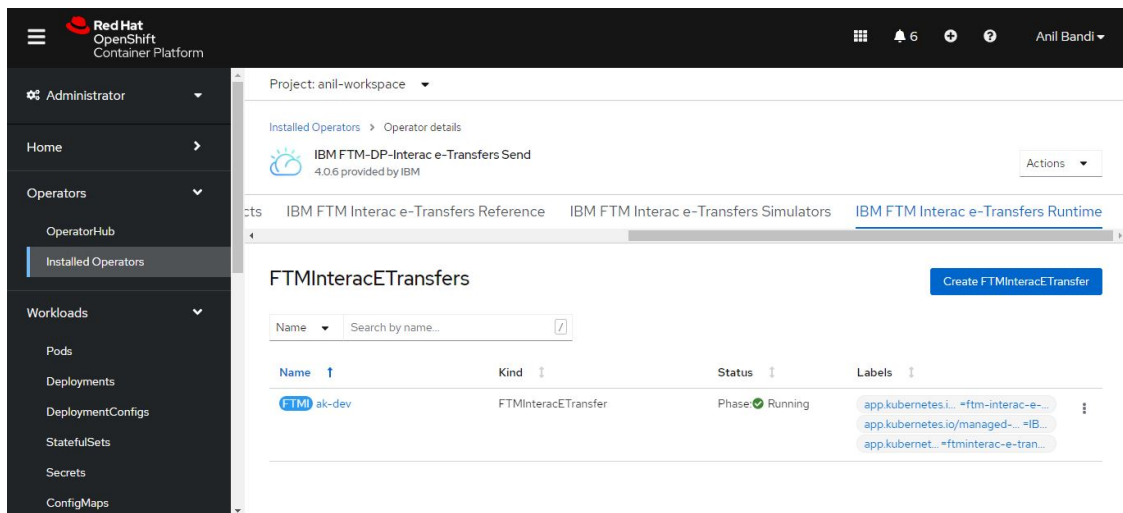 Red Hat
OpenShift
Container Platform
6
Anil Bandi
Administrator
Home
Operators
OperatorHub
Installed Operators
Workloads
Pods
Deployments
DeploymentConfigs
StatefulSets
Secrets
ConfigMaps
Project: anil-workspace
Installed Operators > Operator details
IBM FTM-DP-Interac e-Transfers Send
4.0.6 provided by IBM
Actions
cts IBM FTM Interac e-Transfers Reference IBM FTM Interac e-Transfers Simulators IBM FTM Interac e-Transfers Runtime
FTMInteracETransfers
Create FTMInteracETransfer
Name Search by name... /
Name Kind Status Labels
FTMI ak-dev FTMInteracETransfer Phase: Running app.kubernetes.i... =ftm-interac-e-...
app.kubernetes.io/managed-... =IB...
app.kubernet... =ftminterac-e-tran...